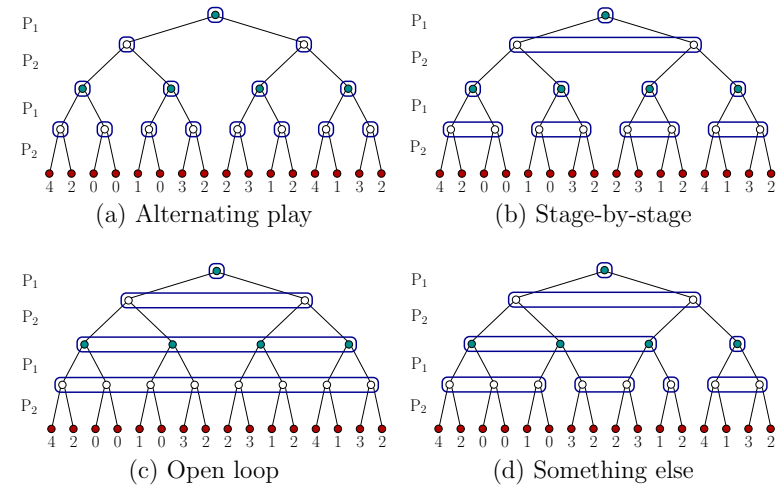 P1
P2
P1
P2
4 2 0 0 1 0 3 2 2 3 1 2 4 1 3 2
(a) Alternating play
P1
P2
P1
P2
4 2 0 0 1 0 3 2 2 3 1 2 4 1 3 2
(b) Stage-by-stage
P1
P2
P1
P2
4 2 0 0 1 0 3 2 2 3 1 2 4 1 3 2
(c) Open loop
P1
P2
P1
P2
4 2 0 0 1 0 3 2 2 3 1 2 4 1 3 2
(d) Something else